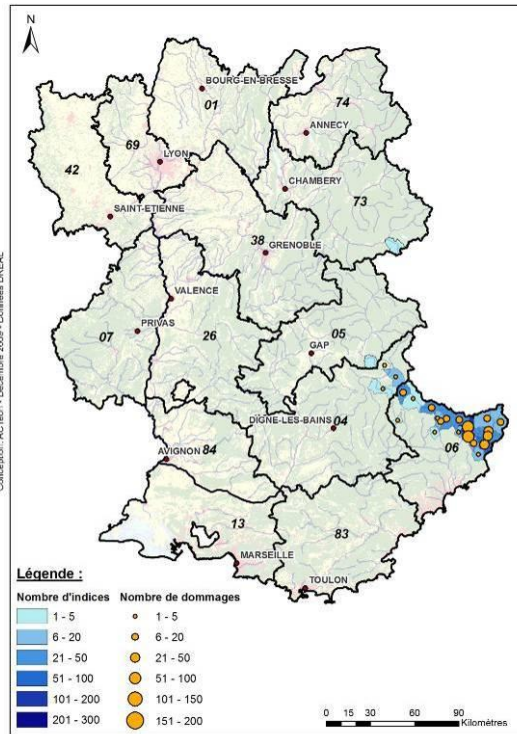 N
BOURG-EN-BRESSE
01
74
ANNECY
69
42
LYON
CHAMBERY
73
SAINT-ETIENNE
38
GRENOBLE
VALENCE
07
PRIVAS
26
05
GAP
DIGNE-LES-BAINS
04
06
84
AVIGNON
13
83
MARSEILLE
TOULON
Légende :
Nombre d'indices
1 - 5
6 - 20
21 - 50
51 - 100
101 - 200
201 - 300
Nombre de dommages
1 - 5
6 - 20
21 - 50
51 - 100
101 - 150
151 - 200
0 15 30 60 90
Kilomètres